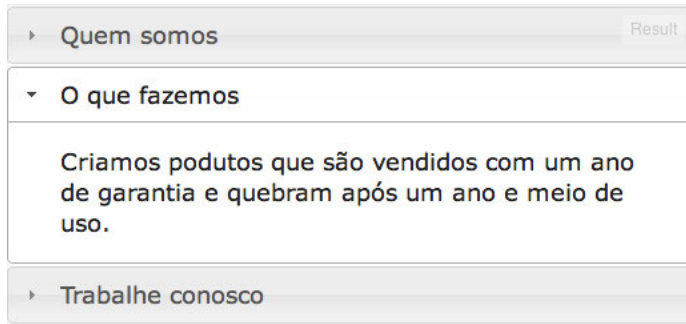 Quem somos
Result
O que fazemos
Criamos podutos que são vendidos com um ano
de garantia e quebram após um ano e meio de
uso.
Trabalhe conosco